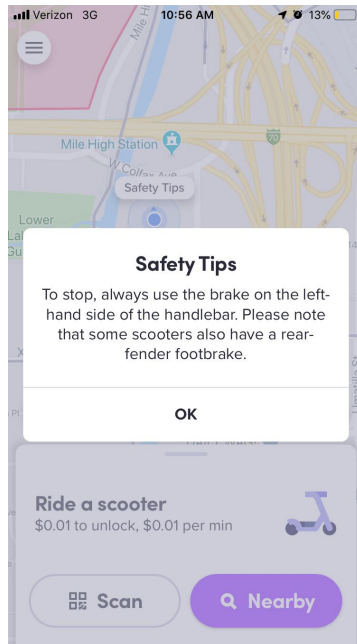 Verizon 3G 10:56 AM 13%
Mile H
Mile High Station
70
W Colfax Ave
Safety Tips
Lower
Safety Tips
To stop, always use the brake on the left-
hand side of the handlebar. Please note
that some scooters also have a rear-
fender footbrake.
OK
Ride a scooter
$0.01 to unlock, $0.01 per min
Scan
Nearby